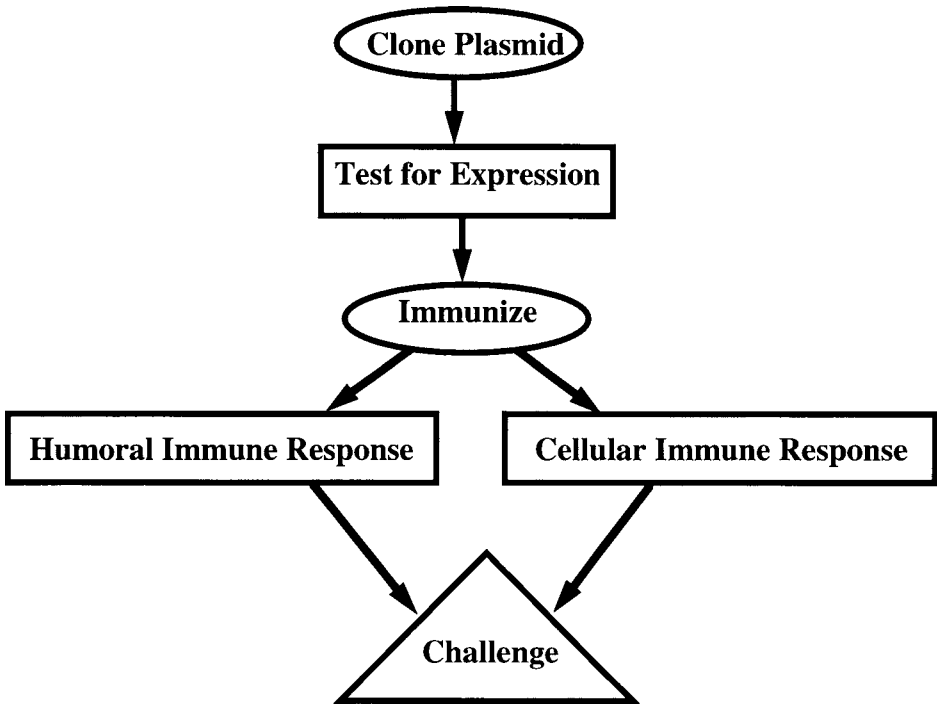 Clone Plasmid
Test for Expression
Immunize
Humoral Immune Response
Cellular Immune Response
Challenge